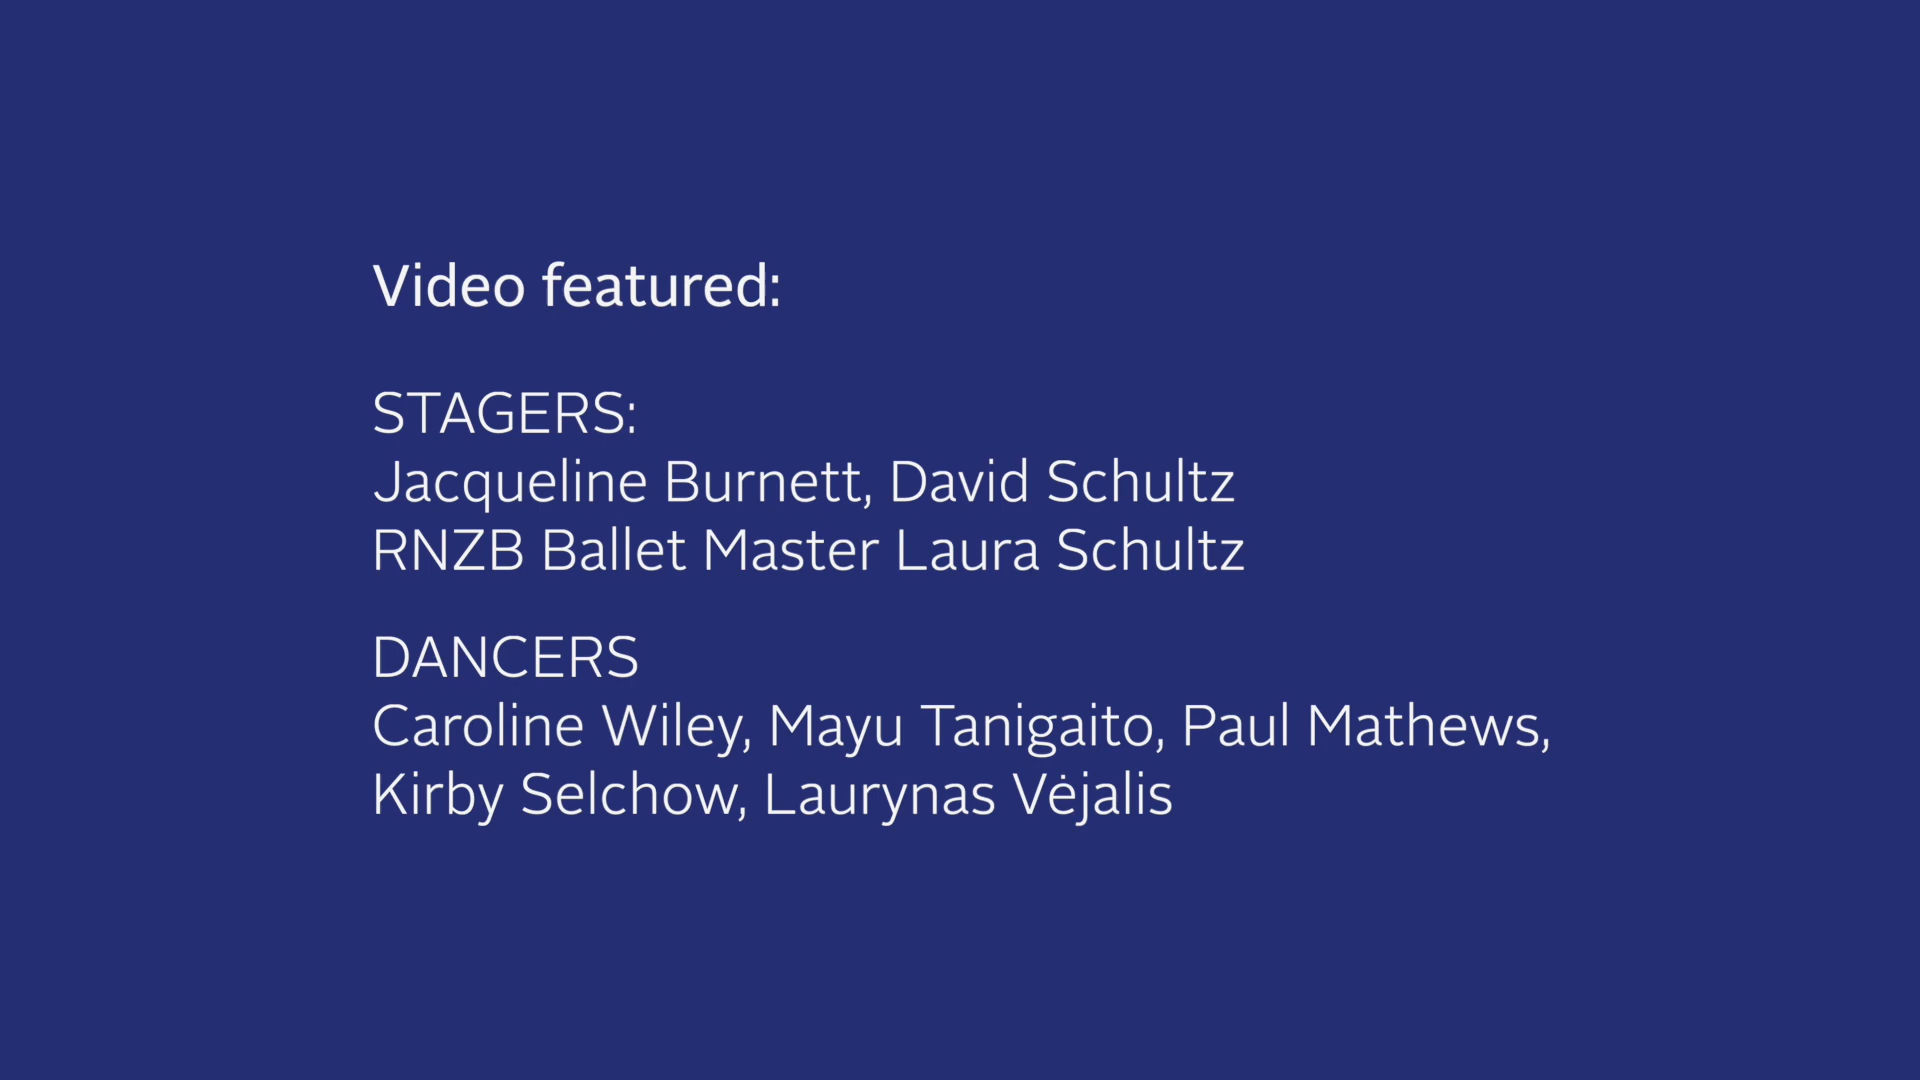 Video featured:
STAGERS:
Jacqueline Burnett, David Schultz
RNZB Ballet Master Laura Schultz
DANCERS
Caroline Wiley, Mayu Tanigaito, Paul Mathews,
Kirby Selchow, Laurynas Vėjalis